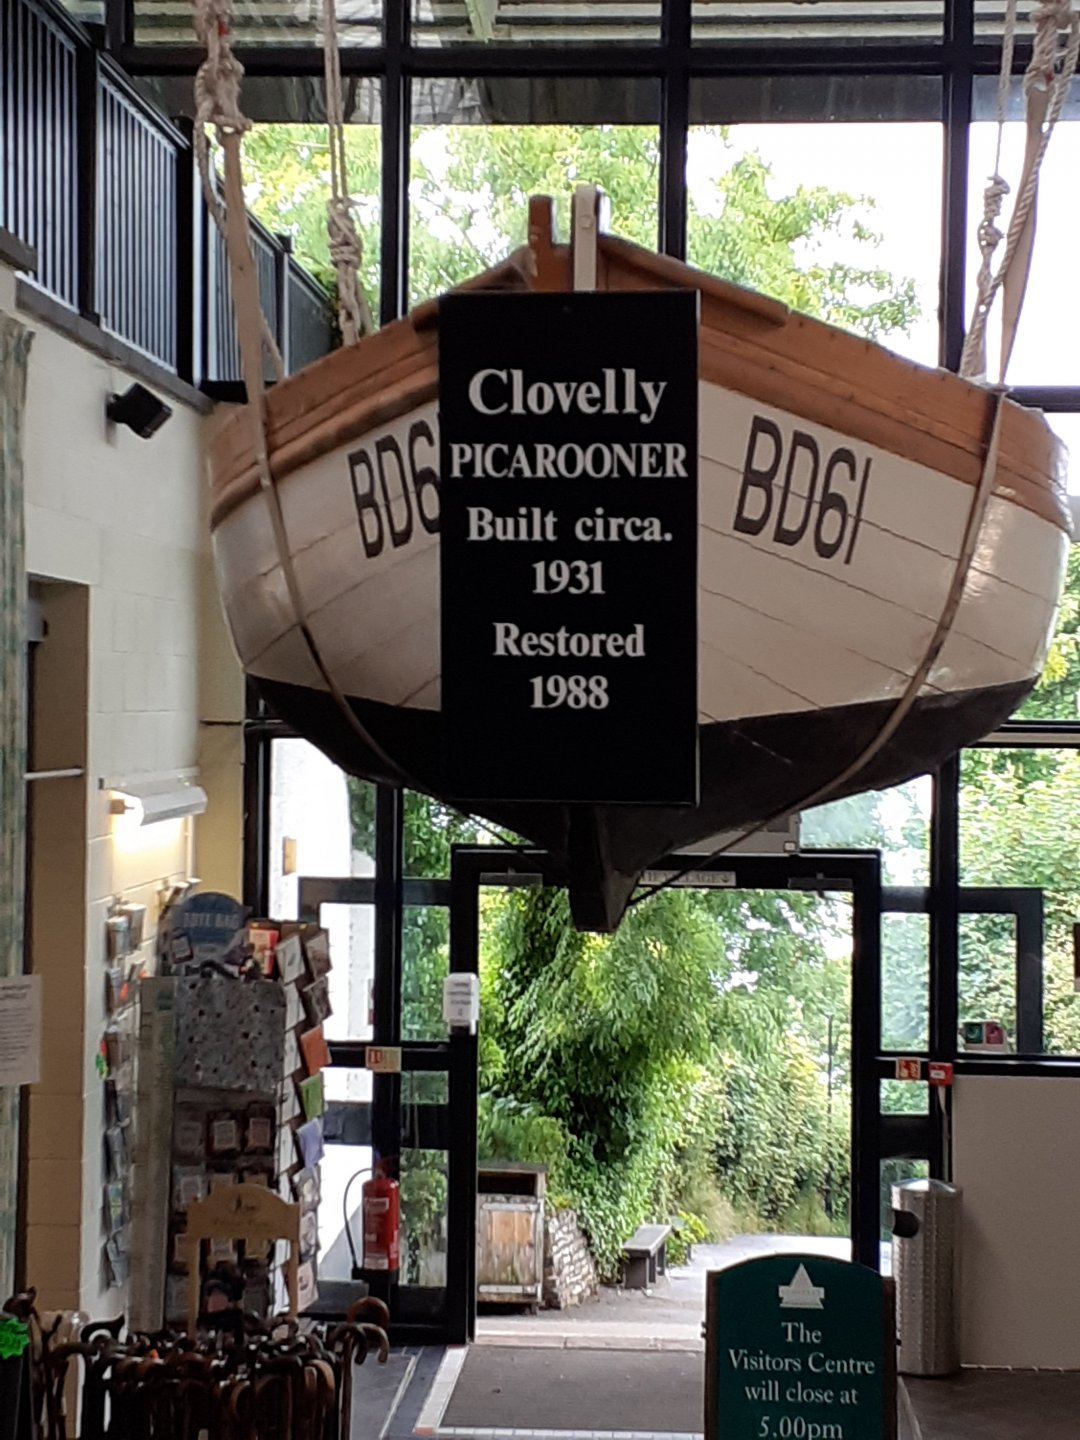 Clovelly
PICAROONER
Built circa.
1931
Restored
1988
BD6
BD61
The
Visitors Centre
will close at
5.00pm